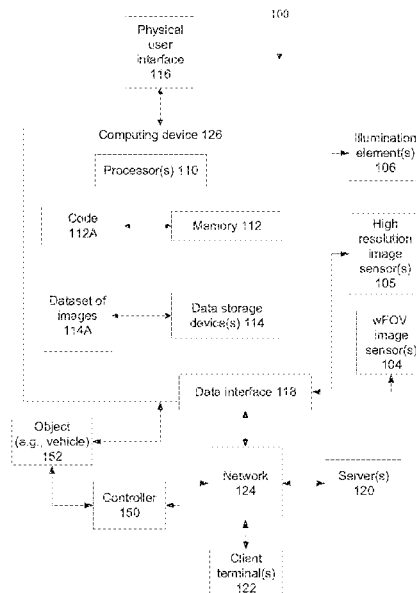 100
Physical
user
interface
116
Computing device 126
Processor(s) 110
Illumination
element(s)
106
Code
112A
Memory 112
High
resolution
image
sensor(s)
105
Dataset of
images
114A
Data storage
device(s) 114
wFOV
image
sensor(s)
104
Data interface 118
Object
(a.g., vehicle)
152
Controller
150
Network
124
Server(s)
120
Client
terminal(s)
122